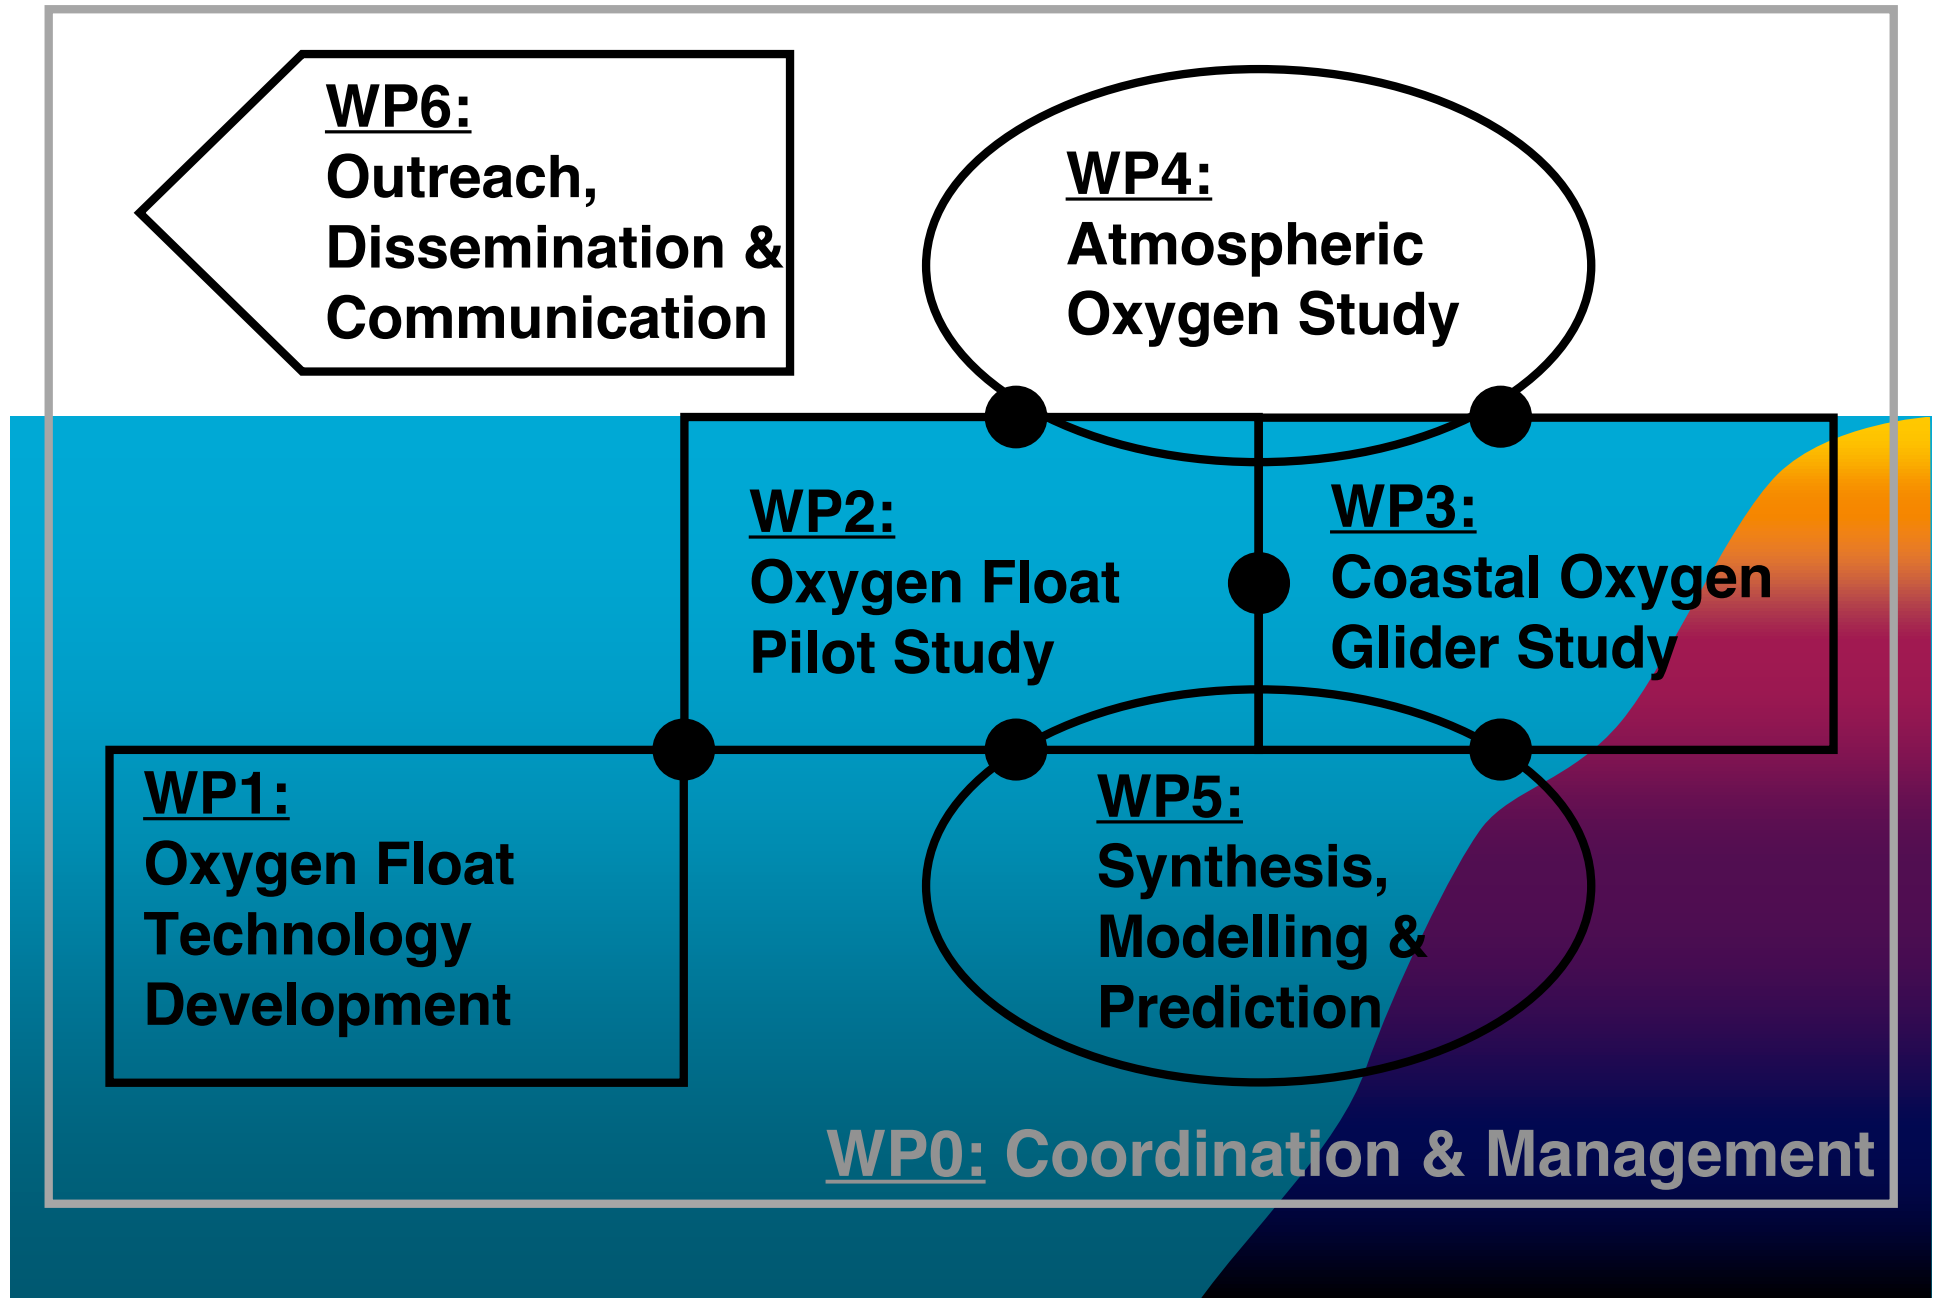 WP6:
Outreach,
Dissemination &
Communication
WP4:
Atmospheric
Oxygen Study
WP2:
Oxygen Float
Pilot Study
WP3:
Coastal Oxygen
Glider Study
WP1:
Oxygen Float
Technology
Development
WP5:
Synthesis,
Modelling &
Prediction
WP0: Coordination & Management